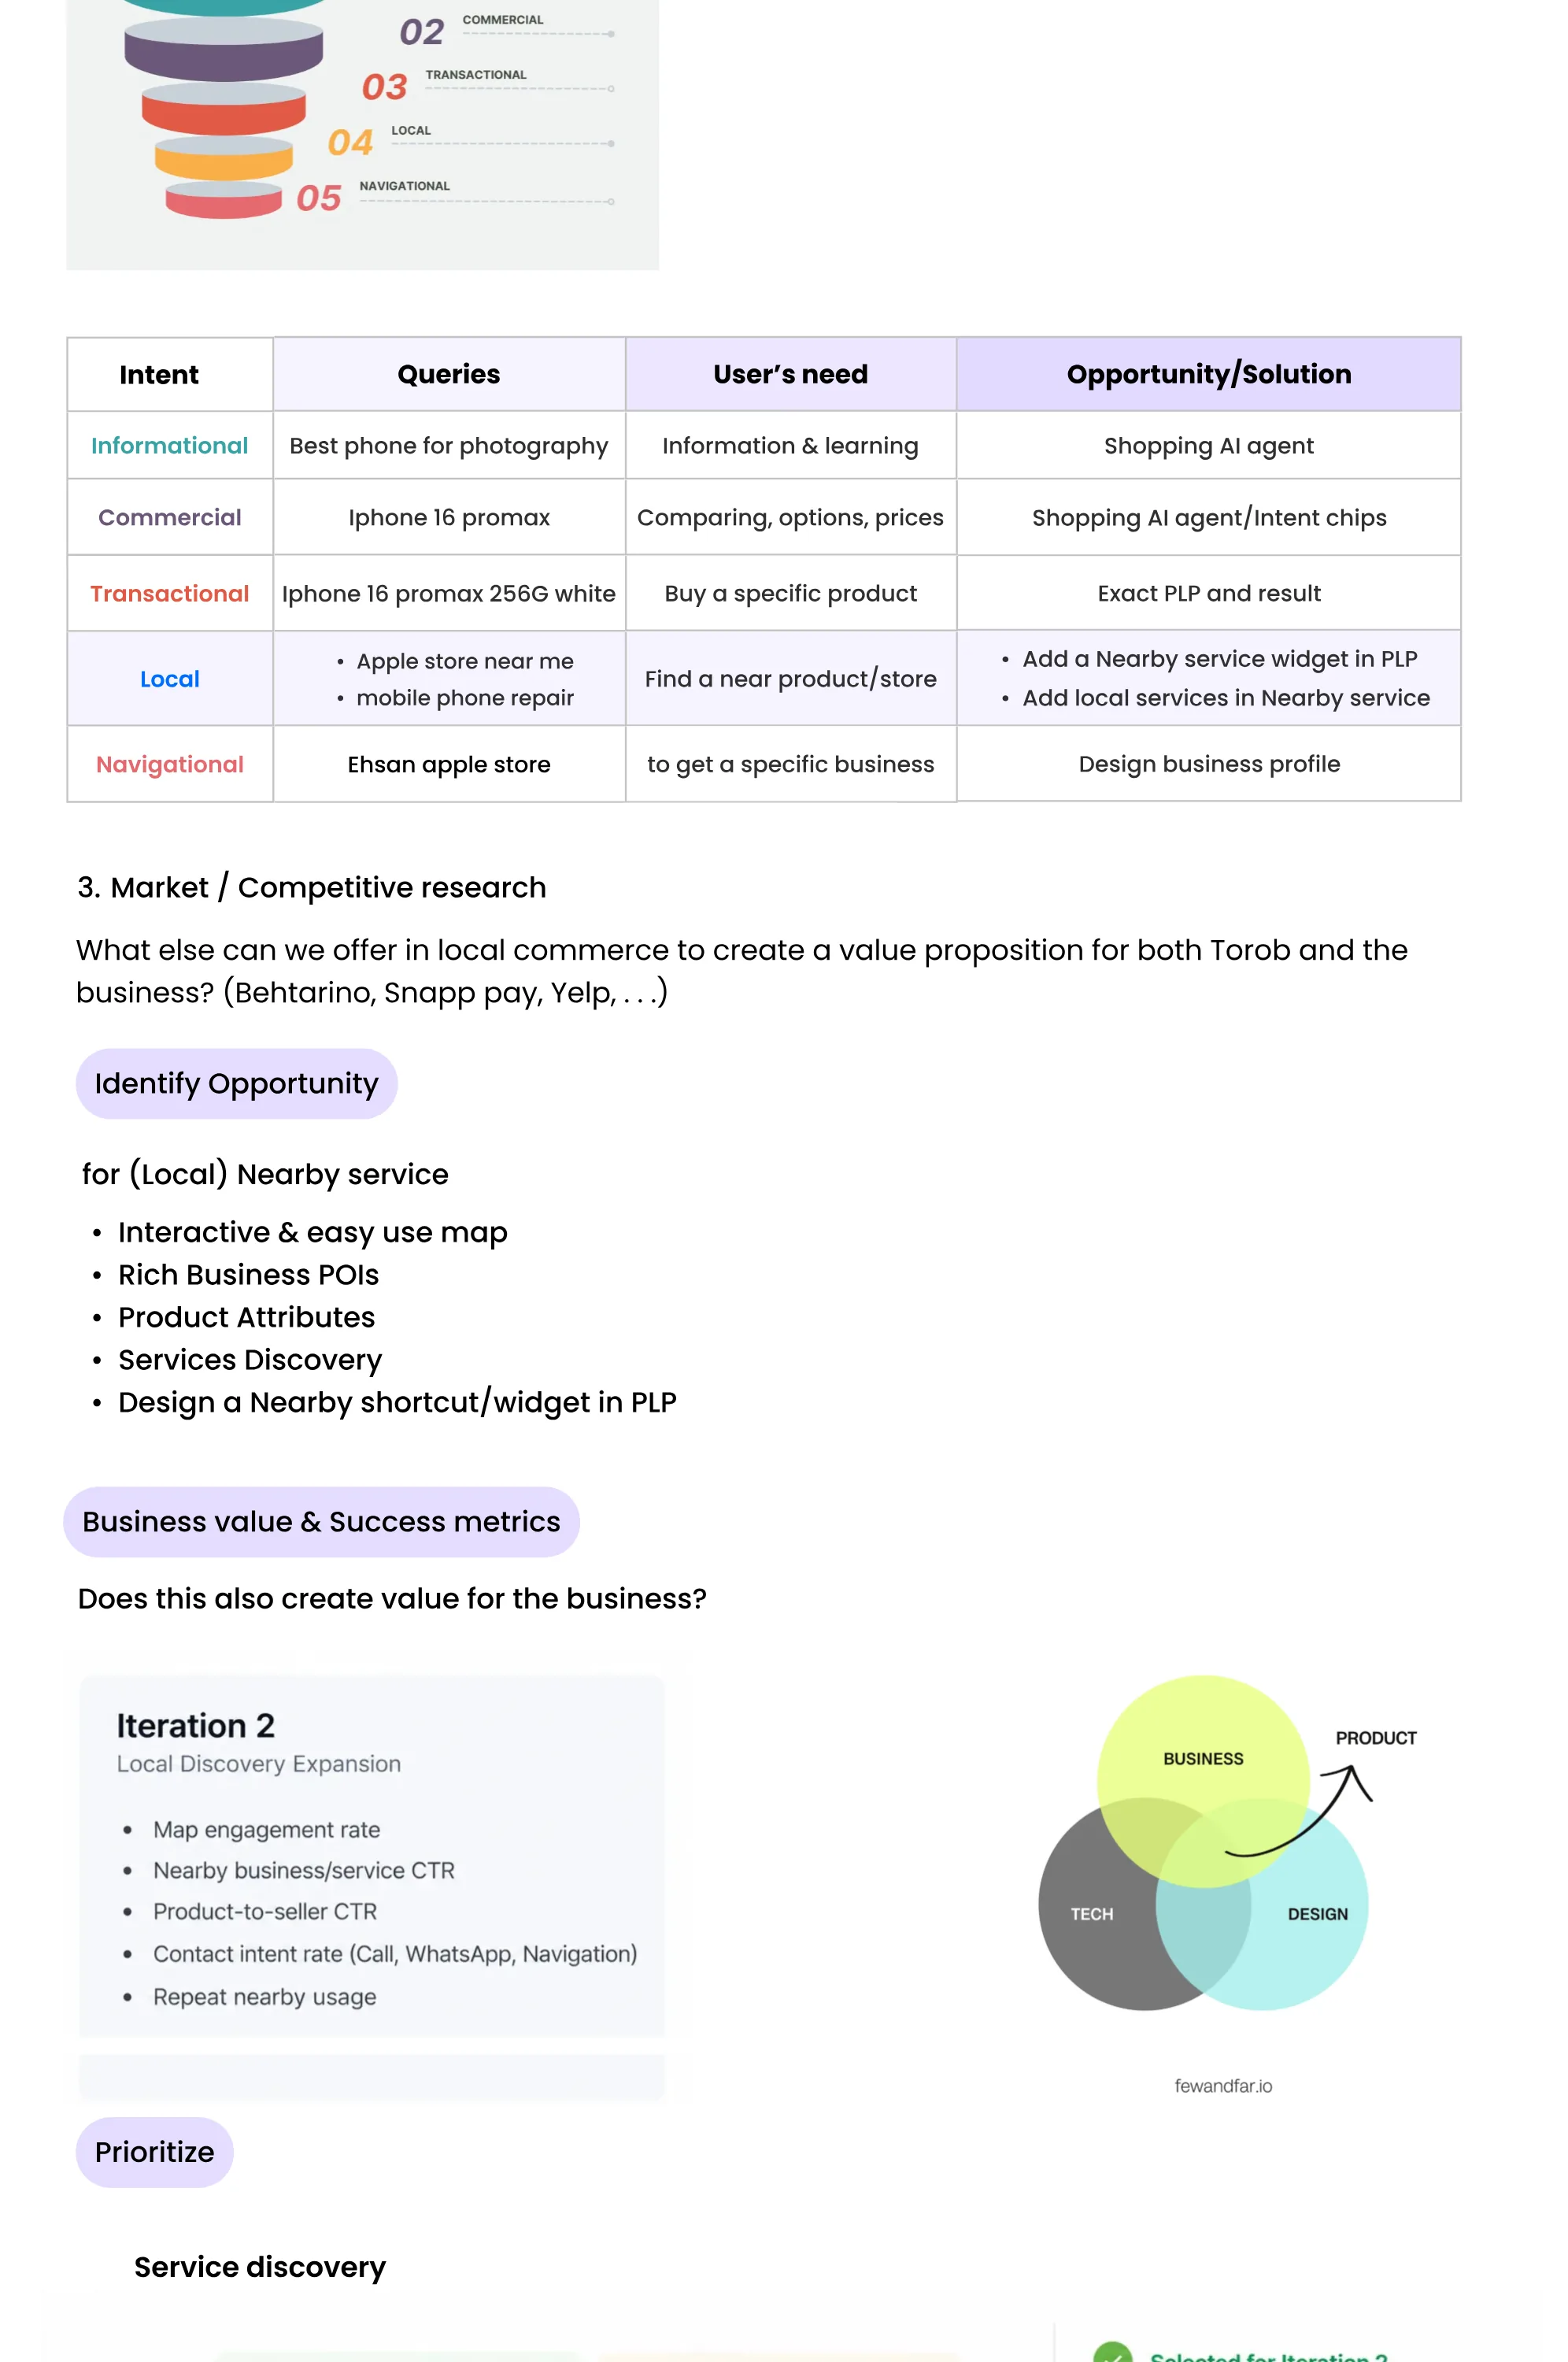 02 COMMERCIAL
03 TRANSACTIONAL
04 LOCAL
05 NAVIGATIONAL
Intent Queries User’s need Opportunity/Solution
Informational Best phone for photography Information & learning Shopping AI agent
Commercial Iphone 16 promax Comparing, options, prices Shopping AI agent/Intent chips
Transactional Iphone 16 promax 256G white Buy a specific product Exact PLP and result
Local
• Apple store near me
• mobile phone repair
Find a near product/store
• Add a Nearby service widget in PLP
• Add local services in Nearby service
Navigational Ehsan apple store to get a specific business Design business profile
3. Market / Competitive research
What else can we offer in local commerce to create a value proposition for both Torob and the
business? (Behtarino, Snapp pay, Yelp, . . .)
Identify Opportunity
for (Local) Nearby service
• Interactive & easy use map
• Rich Business POIs
• Product Attributes
• Services Discovery
• Design a Nearby shortcut/widget in PLP
Business value & Success metrics
Does this also create value for the business?
Iteration 2
Local Discovery Expansion
• Map engagement rate
• Nearby business/service CTR
• Product-to-seller CTR
• Contact intent rate (Call, WhatsApp, Navigation)
• Repeat nearby usage
PRODUCT
BUSINESS
TECH
DESIGN
fewandfar.io
Prioritize
Service discovery
Selected for Iteration 2